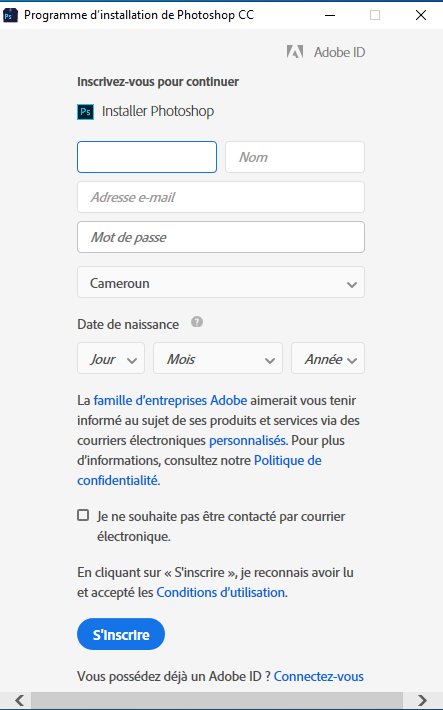 Programme d'installation de Photoshop CC
Adobe ID
Inscrivez-vous pour continuer
Ps Installer Photoshop
Nom
Adresse e-mail
Mot de passe
Cameroun
Date de naissance ?
Jour Mois Année
La famille d'entreprises Adobe aimerait vous tenir
informé au sujet de ses produits et services via des
courriers électroniques personnalisés. Pour plus
d'informations, consultez notre Politique de
confidentialité.
Je ne souhaite pas être contacté par courrier
électronique.
En cliquant sur « S'inscrire », je reconnais avoir lu
et accepté les Conditions d'utilisation.
S'inscrire
Vous possédez déjà un Adobe ID ? Connectez-vous